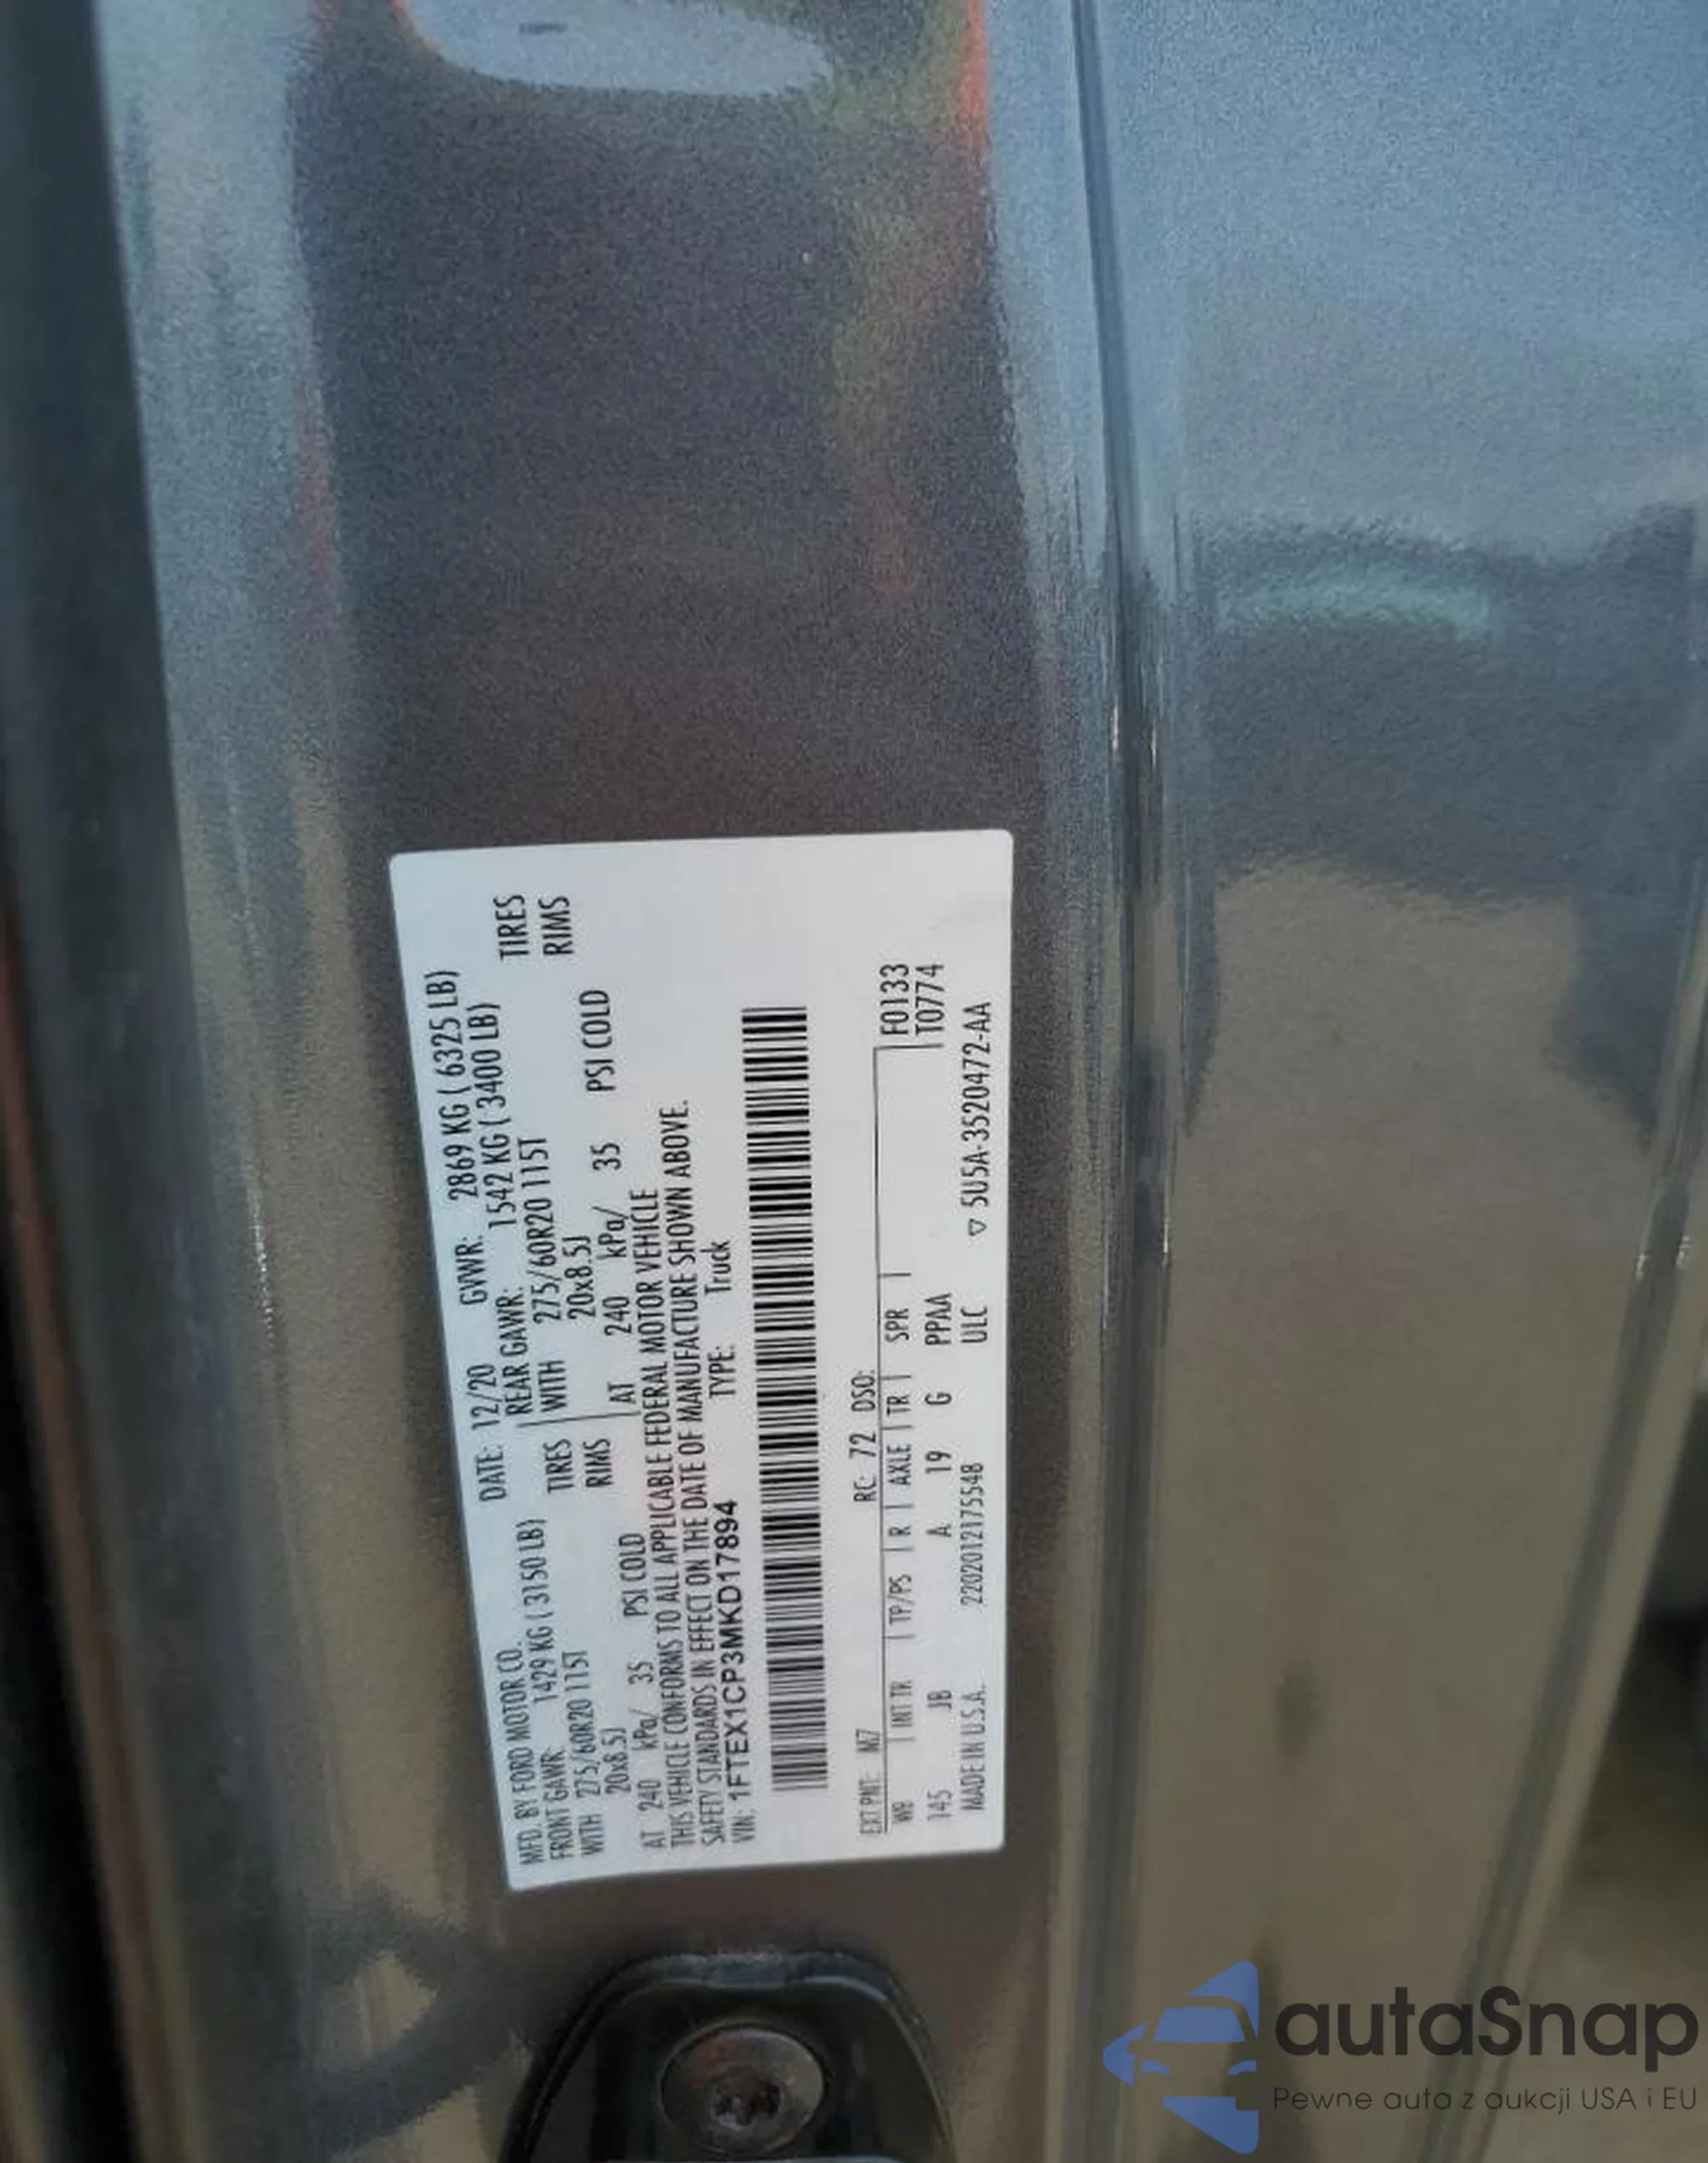 MFD. BY FORD MOTOR CO.
DATE: 12/20 GVWR: 2869 KG ( 6325 LB)
FRONT GAWR: 1429 KG ( 3150 LB)
REAR GAWR: 1542 KG ( 3400 LB)
WITH 275/60R20 115T TIRES
WITH 275/60R20 115T TIRES
20x8.5J RIMS
20x8.5J RIMS
AT 240 kPa/ 35 PSI COLD
AT 240 kPa/ 35 PSI COLD
THIS VEHICLE CONFORMS TO ALL APPLICABLE FEDERAL MOTOR VEHICLE
SAFETY STANDARDS IN EFFECT ON THE DATE OF MANUFACTURE SHOWN ABOVE.
VIN: 1FTEX1CP3MKD17894 TYPE: Truck
EXT PNT: M7 RC: 72 DSO: F0133
WB | INT TR | TP/PS | R | AXLE | TR | SPR | T0774
145 JB A 19 G PPAA
MADE IN U.S.A. 220201217554B ULC ▽ 5U5A-3520472-AA
autaSnap
Pewne auta z aukcji USA i EU